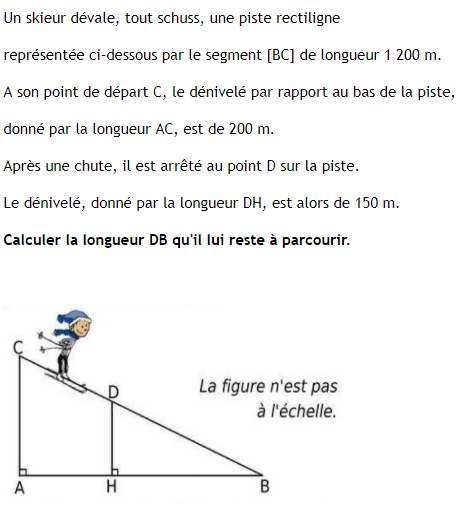 Un skieur dévale, tout schuss, une piste rectiligne
représentée ci-dessous par le segment [BC] de longueur 1 200 m.
A son point de départ C, le dénivelé par rapport au bas de la piste,
donné par la longueur AC, est de 200 m.
Après une chute, il est arrêté au point D sur la piste.
Le dénivelé, donné par la longueur DH, est alors de 150 m.
Calculer la longueur DB qu'il lui reste à parcourir.
C
D
La figure n'est pas
à l'échelle.
A
H
B